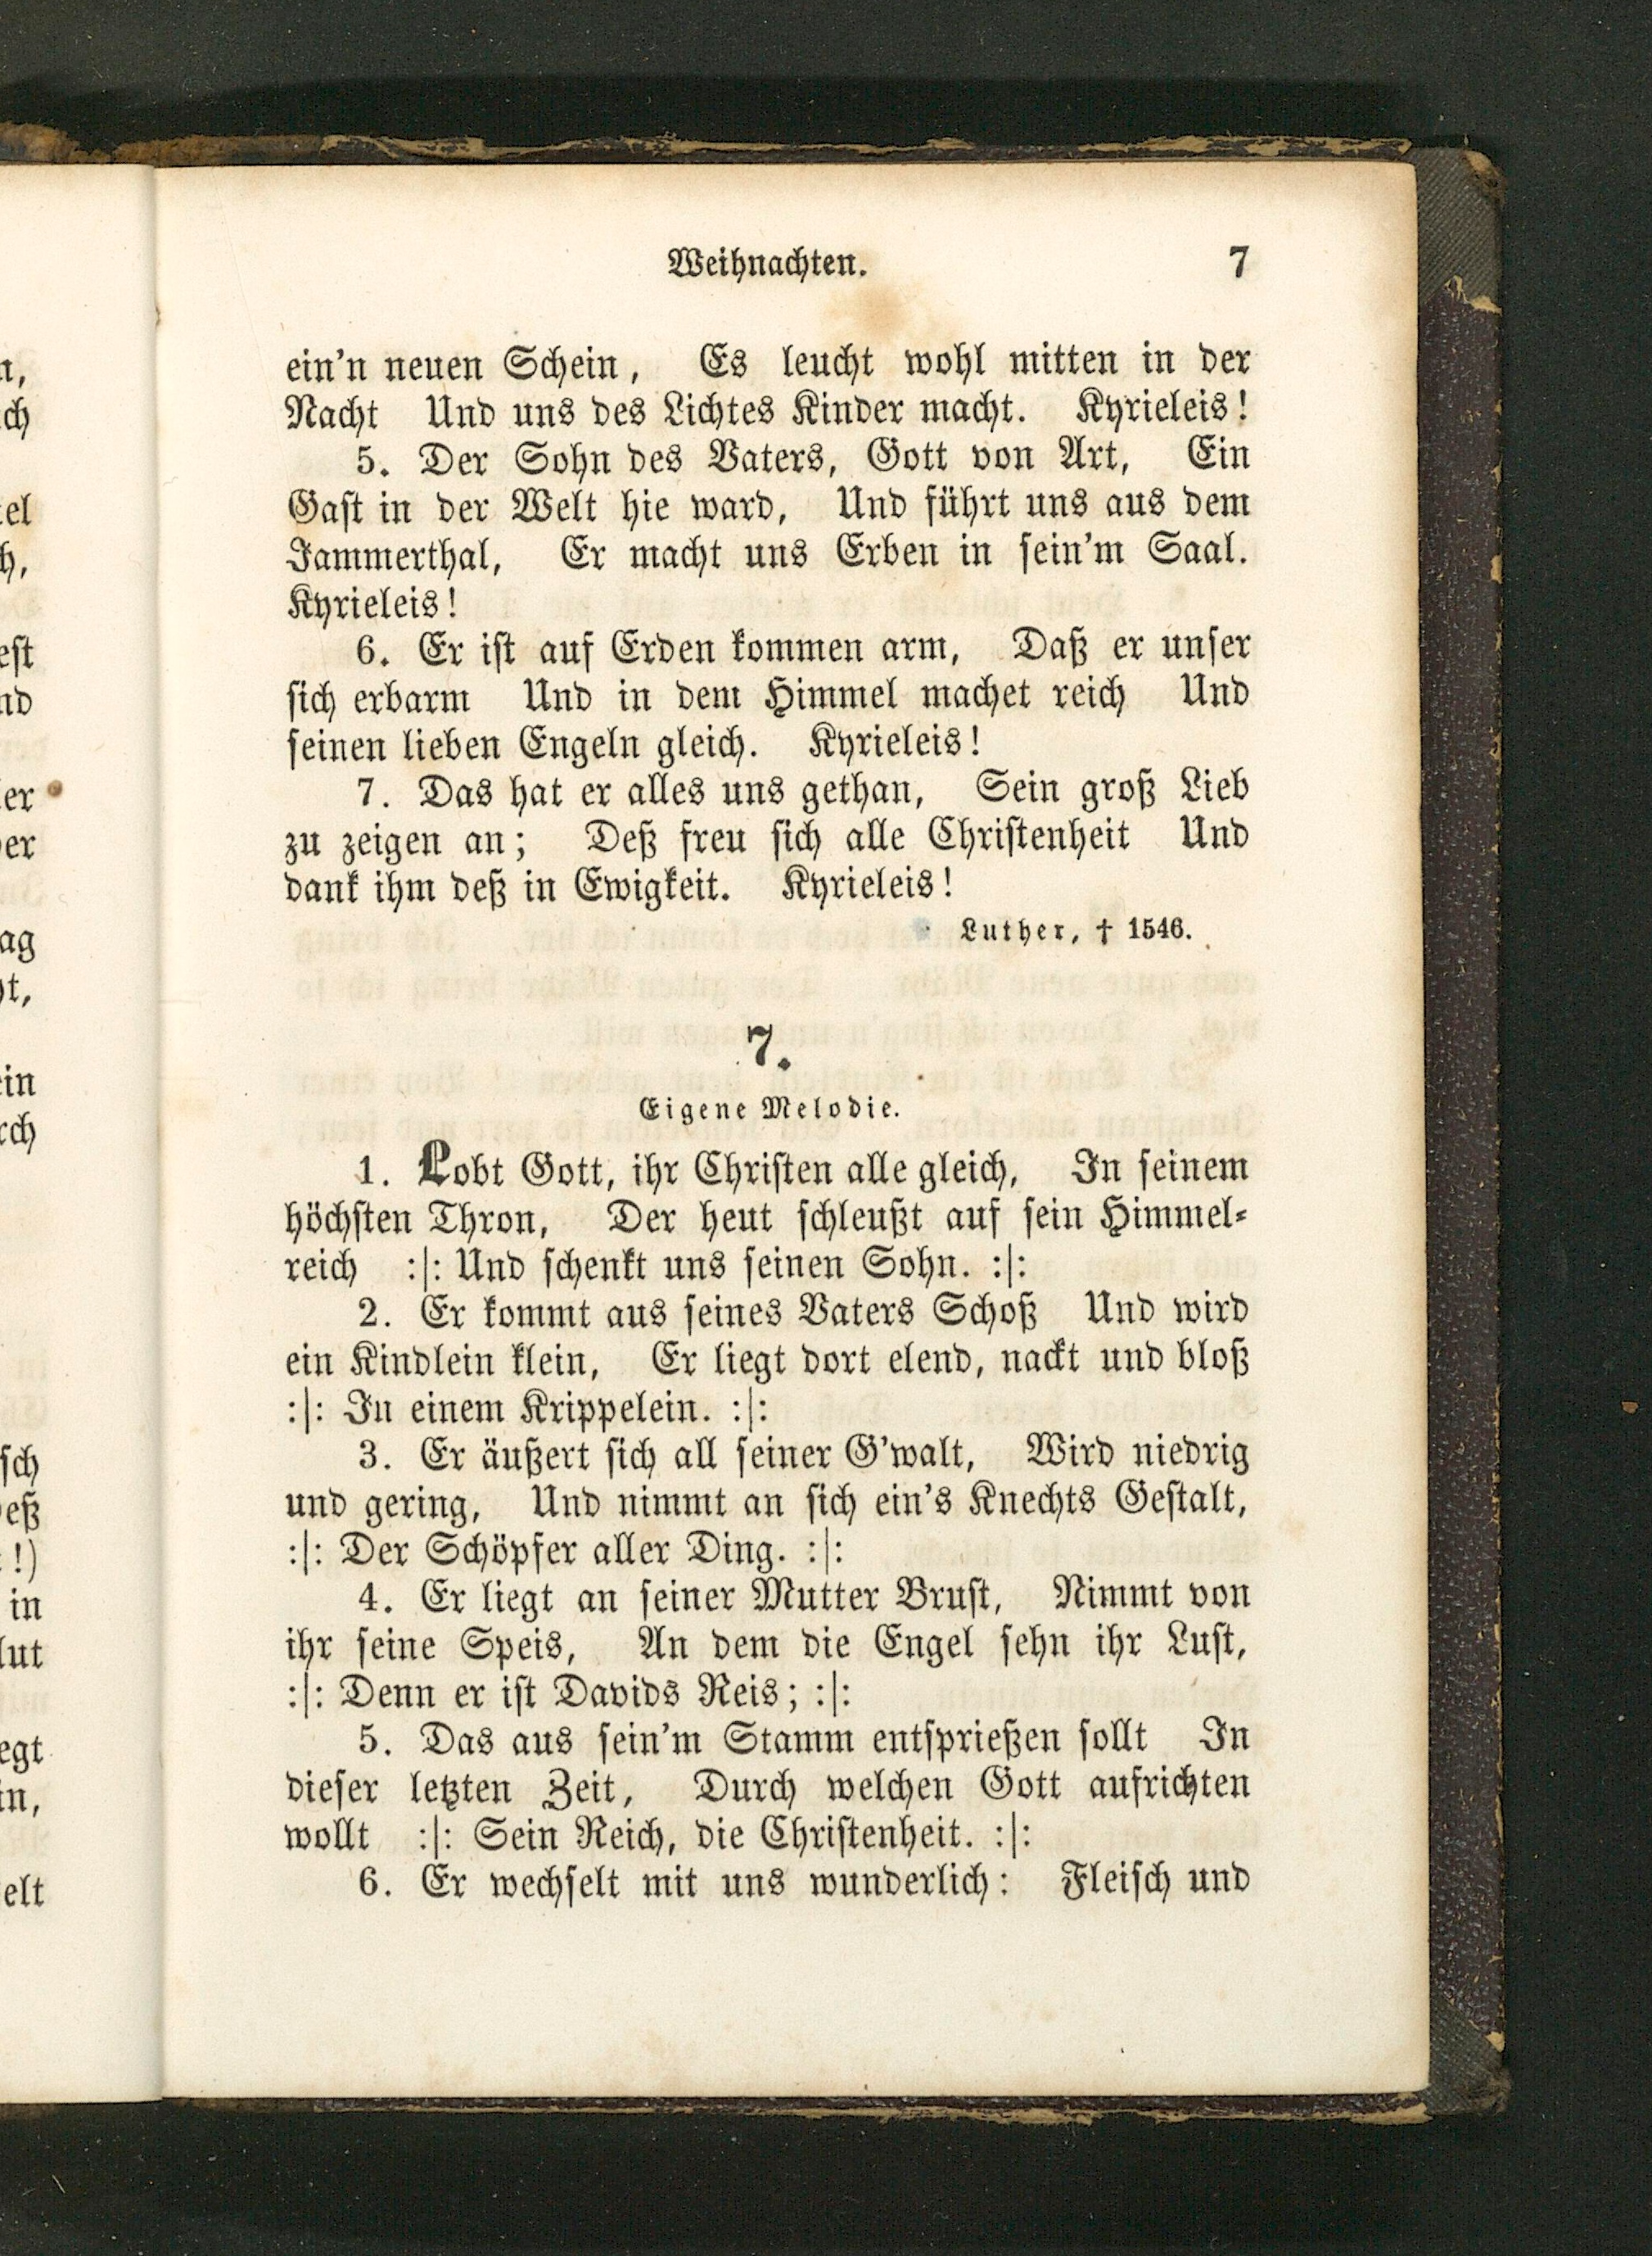 Weihnachten. 7
ein'n neuen Schein, Es leucht wohl mitten in der
Nacht Und uns des Lichtes Kinder macht. Kyrieleis!
5. Der Sohn des Vaters, Gott von Art, Ein
Gast in der Welt hie ward, Und führt uns aus dem
Jammerthal, Er macht uns Erben in sein'm Saal.
Kyrieleis!
6. Er ist auf Erden kommen arm, Daß er unser
sich erbarm Und in dem Himmel machet reich Und
seinen lieben Engeln gleich. Kyrieleis!
7. Das hat er alles uns gethan, Sein groß Lieb
zu zeigen an; Deß freu sich alle Christenheit Und
dank ihm deß in Ewigkeit. Kyrieleis!
Luther, † 1546.
7.
Eigene Melodie.
1. Lobt Gott, ihr Christen alle gleich, In seinem
höchsten Thron, Der heut schleußt auf sein Himmel-
reich :|: Und schenkt uns seinen Sohn. :|:
2. Er kommt aus seines Vaters Schoß Und wird
ein Kindlein klein, Er liegt dort elend, nackt und bloß
:|: In einem Krippelein. :|:
3. Er äußert sich all seiner G'walt, Wird niedrig
und gering, Und nimmt an sich ein's Knechts Gestalt,
:|: Der Schöpfer aller Ding. :|:
4. Er liegt an seiner Mutter Brust, Nimmt von
ihr seine Speis, An dem die Engel sehn ihr Lust,
:|: Denn er ist Davids Reis; :|:
5. Das aus sein'm Stamm entsprießen sollt In
dieser letzten Zeit, Durch welchen Gott aufrichten
wollt :|: Sein Reich, die Christenheit. :|:
6. Er wechselt mit uns wunderlich: Fleisch und